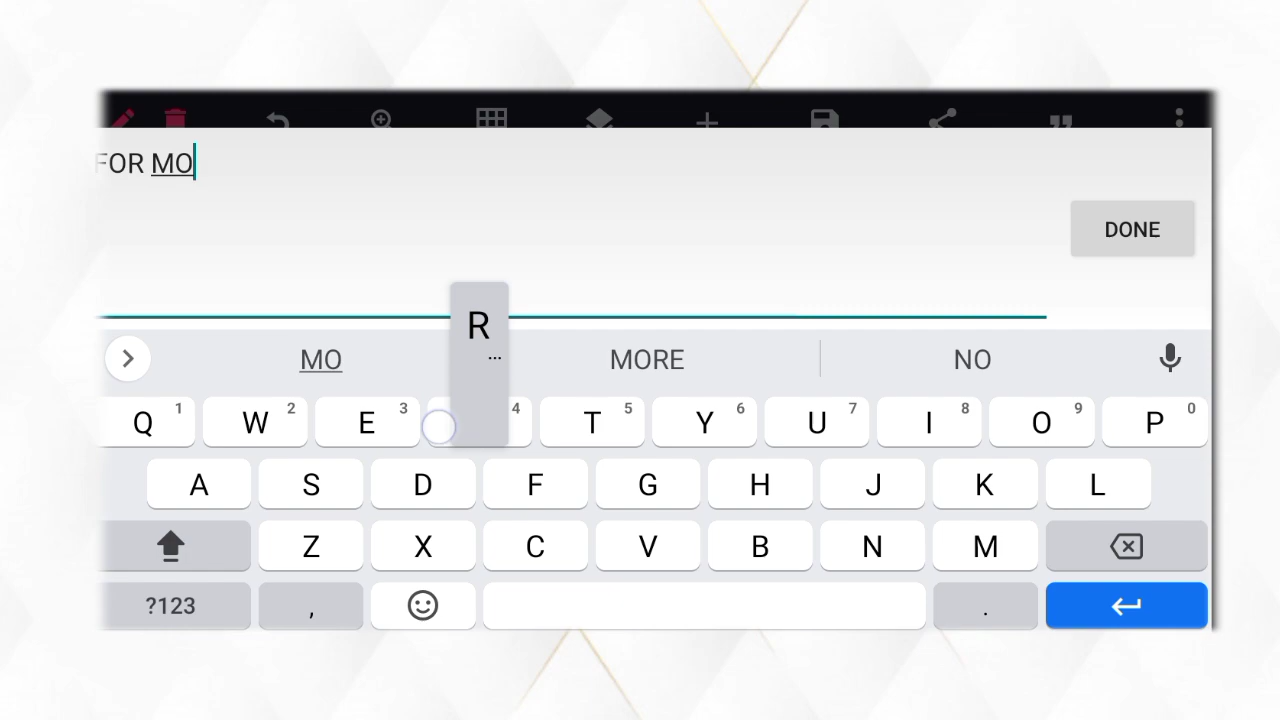 FOR MO
DONE
R
...
MO MORE NO
Q 1 W 2 E 3 4 T 5 Y 6 U 7 I 8 O 9 P 0
A S D F G H J K L
Z X C V B N M
?123 , .